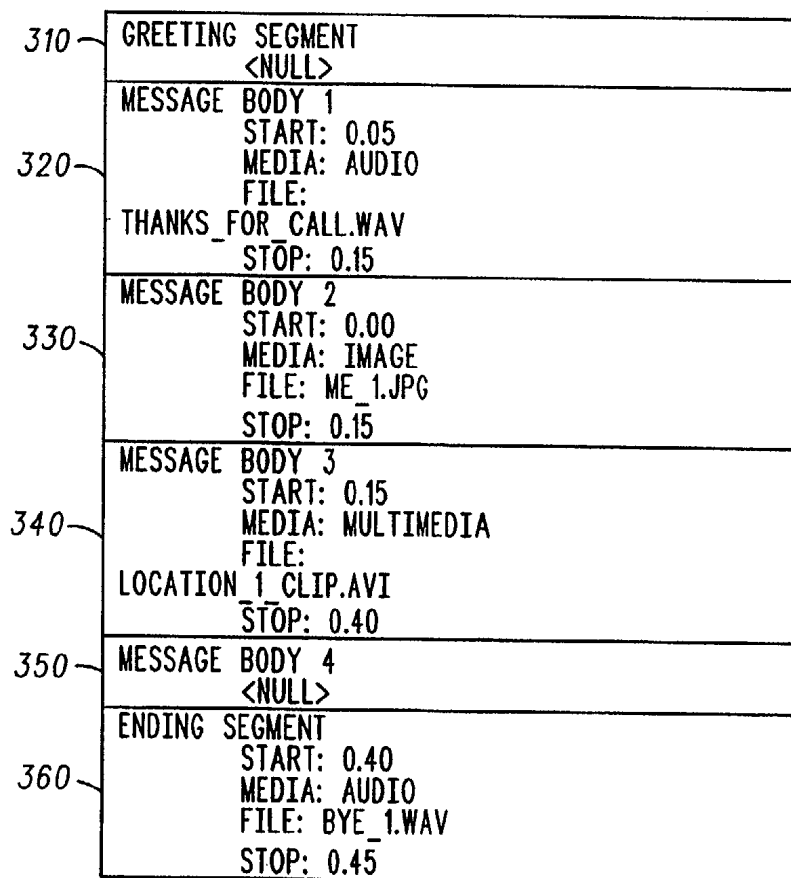 310
GREETING SEGMENT
<NULL>
320
MESSAGE BODY 1
START: 0.05
MEDIA: AUDIO
FILE:
THANKS_FOR_CALL.WAV
STOP: 0.15
330
MESSAGE BODY 2
START: 0.00
MEDIA: IMAGE
FILE: ME_1.JPG
STOP: 0.15
340
MESSAGE BODY 3
START: 0.15
MEDIA: MULTIMEDIA
FILE:
LOCATION_1_CLIP.AVI
STOP: 0.40
350
MESSAGE BODY 4
<NULL>
360
ENDING SEGMENT
START: 0.40
MEDIA: AUDIO
FILE: BYE_1.WAV
STOP: 0.45